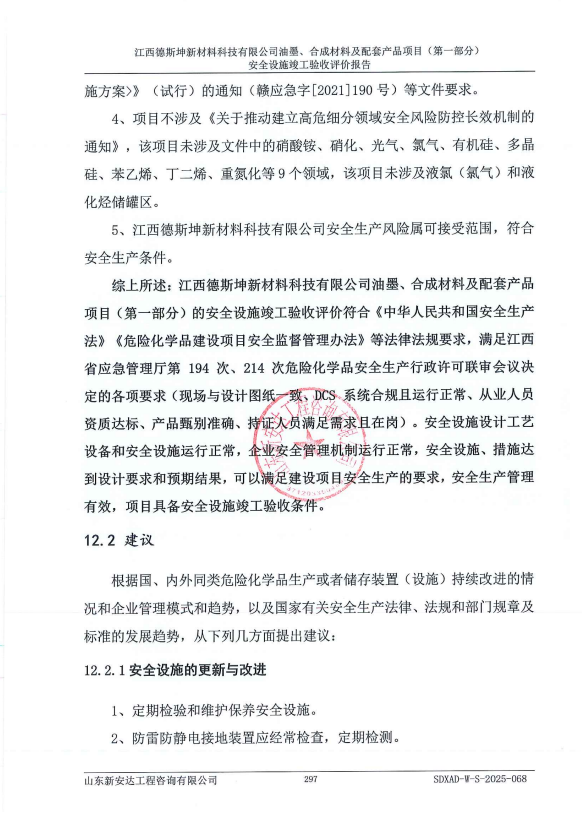 江西德斯坤新材料科技有限公司油墨、合成材料及配套产品项目（第一部分）
安全设施竣工验收评价报告
施方案>》（试行）的通知（赣应急字[2021]190 号）等文件要求。
4、项目不涉及《关于推动建立高危细分领域安全风险防控长效机制的
通知》，该项目未涉及文件中的硝酸铵、硝化、光气、氯气、有机硅、多晶
硅、苯乙烯、丁二烯、重氮化等 9 个领域，该项目未涉及液氯（氯气）和液
化烃储罐区。
5、江西德斯坤新材料科技有限公司安全生产风险属可接受范围，符合
安全生产条件。
综上所述：江西德斯坤新材料科技有限公司油墨、合成材料及配套产品
项目（第一部分）的安全设施竣工验收评价符合《中华人民共和国安全生产
法》《危险化学品建设项目安全监督管理办法》等法律法规要求，满足江西
省应急管理厅第 194 次、214 次危险化学品安全生产行政许可联审会议决
定的各项要求（现场与设计图纸一致、DCS 系统合规且运行正常、从业人员
资质达标、产品甄别准确、持证人员满足需求且在岗）。安全设施设计工艺
设备和安全设施运行正常，企业安全管理机制运行正常，安全设施、措施达
到设计要求和预期结果，可以满足建设项目安全生产的要求，安全生产管理
有效，项目具备安全设施竣工验收条件。
12.2 建议
根据国、内外同类危险化学品生产或者储存装置（设施）持续改进的情
况和企业管理模式和趋势，以及国家有关安全生产法律、法规和部门规章及
标准的发展趋势，从下列几方面提出建议：
12.2.1 安全设施的更新与改进
1、定期检验和维护保养安全设施。
2、防雷防静电接地装置应经常检查，定期检测。
山东新安达工程咨询有限公司 297 SDXAD-W-S-2025-068